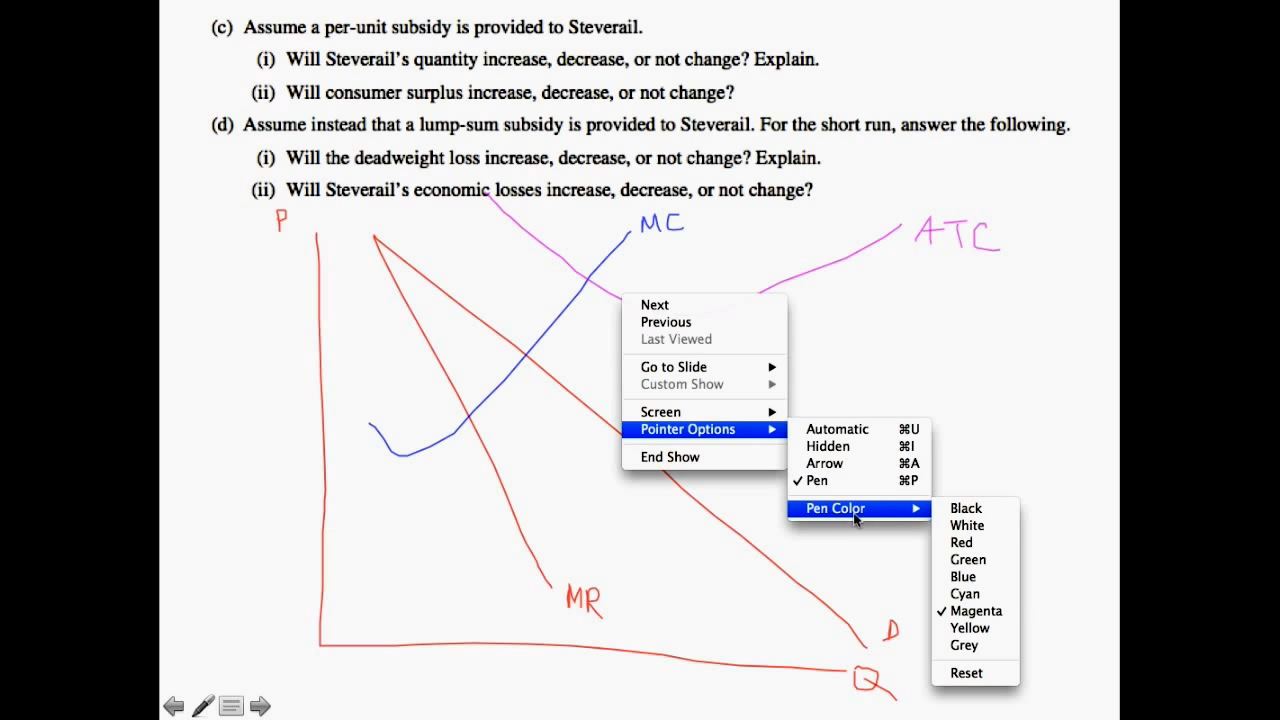 (c) Assume a per-unit subsidy is provided to Steverail.
(i) Will Steverail's quantity increase, decrease, or not change? Explain.
(ii) Will consumer surplus increase, decrease, or not change?
(d) Assume instead that a lump-sum subsidy is provided to Steverail. For the short run, answer the following.
(i) Will the deadweight loss increase, decrease, or not change? Explain.
(ii) Will Steverail's economic losses increase, decrease, or not change?
P
MC
ATC
Next
Previous
Last Viewed
Go to Slide
Custom Show
Screen
Pointer Options
End Show
Automatic ⌘U
Hidden ⌘I
Arrow ⌘A
✓ Pen ⌘P
Pen Color
Black
White
Red
Green
Blue
Cyan
✓ Magenta
Yellow
Grey
Reset
MR
D
Q